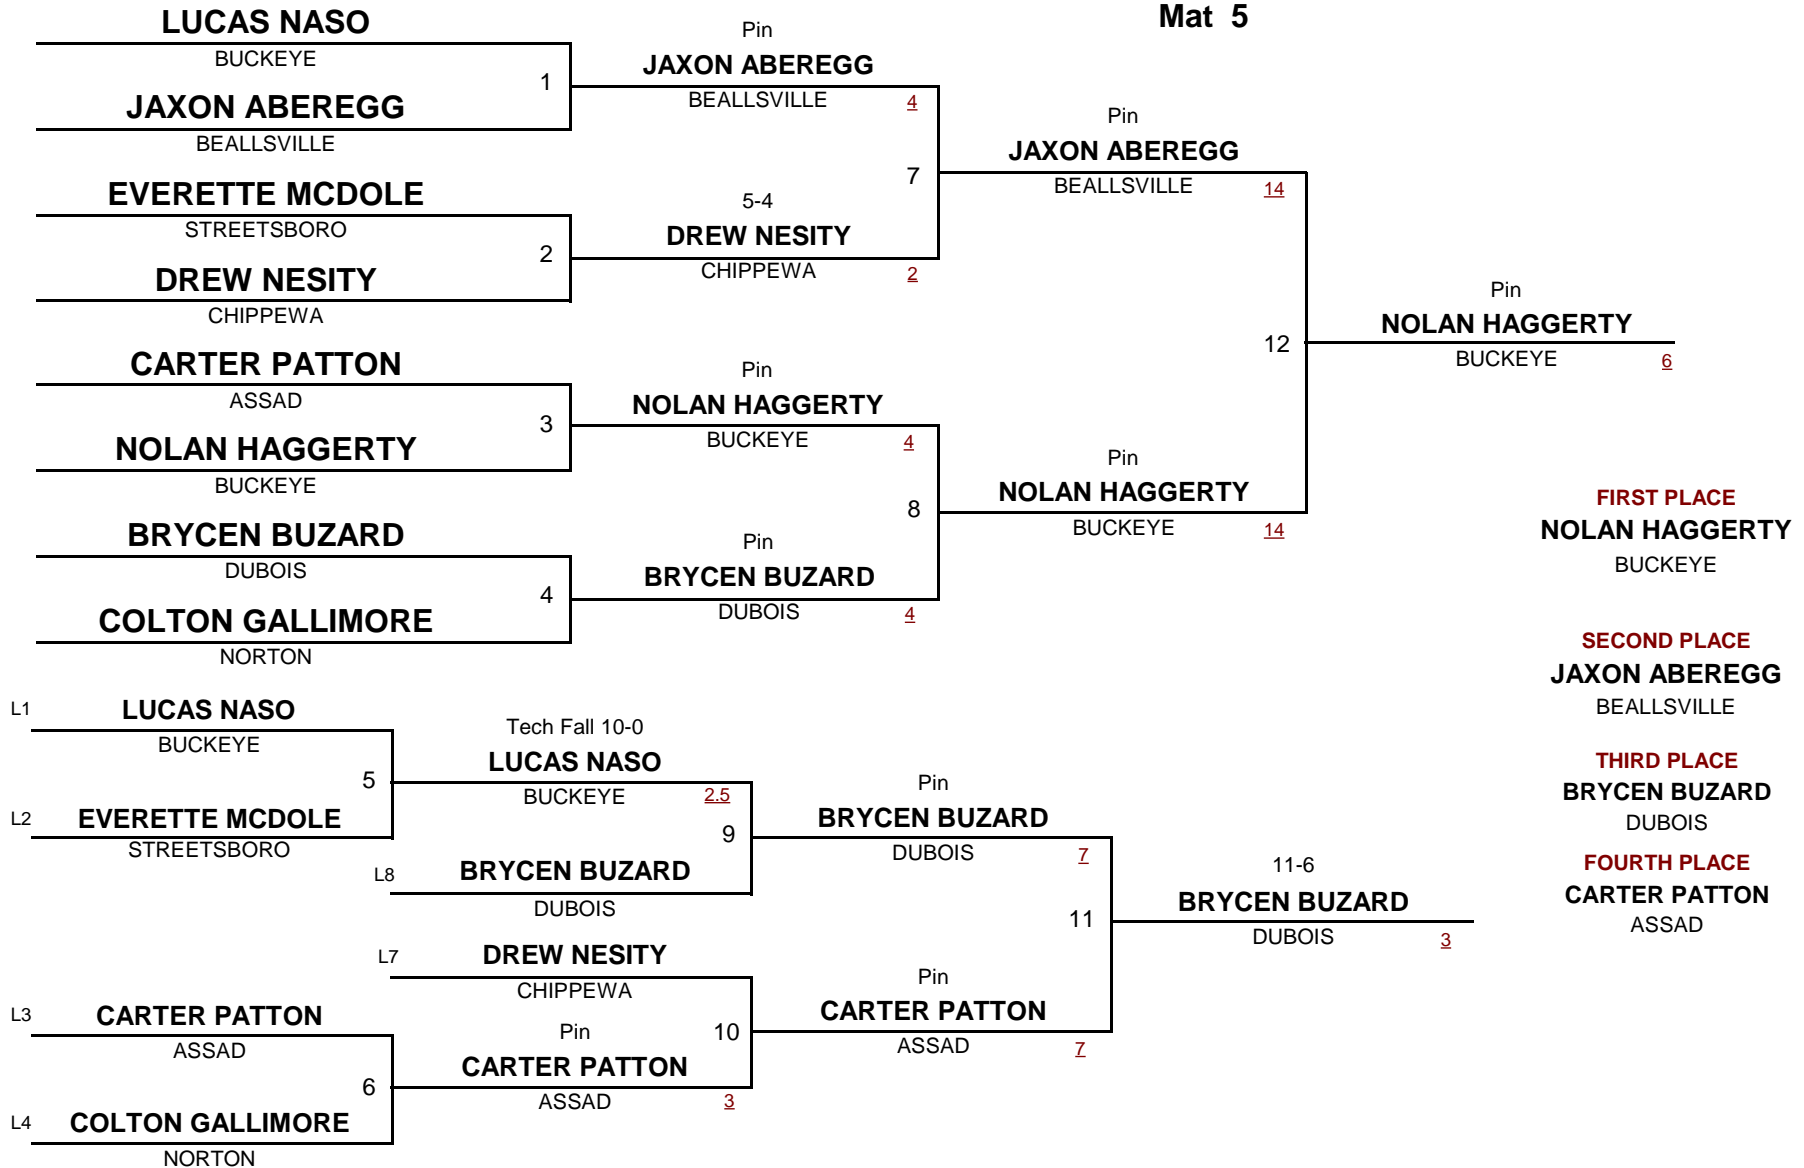 Mat 5
LUCAS NASO
BUCKEYE
1
JAXON ABEREGG
BEALLSVILLE
EVERETTE MCDOLE
STREETSBORO
2
DREW NESITY
CHIPPEWA
CARTER PATTON
ASSAD
3
NOLAN HAGGERTY
BUCKEYE
BRYCEN BUZARD
DUBOIS
4
COLTON GALLIMORE
NORTON
Pin
JAXON ABEREGG
BEALLSVILLE 4
7
5-4
DREW NESITY
CHIPPEWA 2
Pin
NOLAN HAGGERTY
BUCKEYE 4
8
Pin
BRYCEN BUZARD
DUBOIS 4
Pin
JAXON ABEREGG
BEALLSVILLE 14
12
Pin
NOLAN HAGGERTY
BUCKEYE 14
Pin
NOLAN HAGGERTY
BUCKEYE 6
FIRST PLACE
NOLAN HAGGERTY
BUCKEYE
SECOND PLACE
JAXON ABEREGG
BEALLSVILLE
THIRD PLACE
BRYCEN BUZARD
DUBOIS
FOURTH PLACE
CARTER PATTON
ASSAD
L1 LUCAS NASO
BUCKEYE
5
L2 EVERETTE MCDOLE
STREETSBORO
Tech Fall 10-0
LUCAS NASO
BUCKEYE 2.5
9
L8 BRYCEN BUZARD
DUBOIS
L7 DREW NESITY
CHIPPEWA
10
L3 CARTER PATTON
ASSAD
6
L4 COLTON GALLIMORE
NORTON
Pin
CARTER PATTON
ASSAD 3
Pin
BRYCEN BUZARD
DUBOIS 7
11
Pin
CARTER PATTON
ASSAD 7
11-6
BRYCEN BUZARD
DUBOIS 3